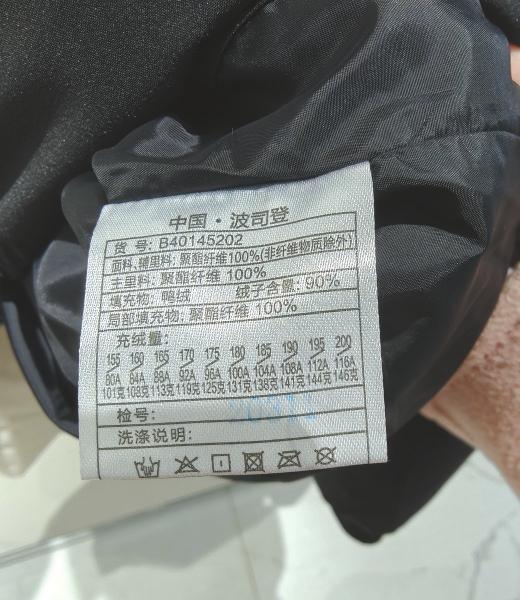 中国·波司登
货 号: B40145202
面料、辅里料: 聚酯纤维100%(非纤维物质除外)
主里料: 聚酯纤维 100%
填充物: 鸭绒 绒子含量: 90%
局部填充物: 聚酯纤维 100%
充绒量:
155 160 165 170 175 180 185 190 195 200
80A 84A 88A 92A 96A 100A 104A 108A 112A 116A
101克 108克 113克 119克 125克 131克 138克 141克 144克 146克
检号:
洗涤说明: